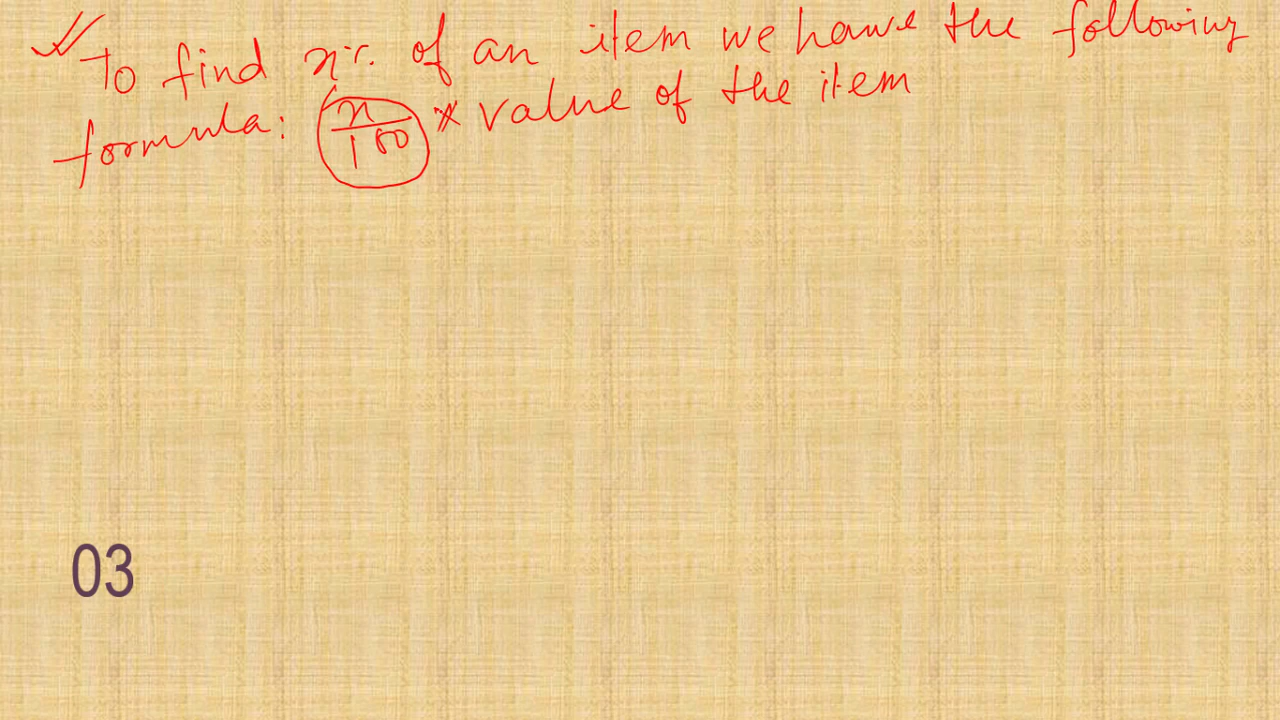 To find x% of an item we have the following
formula: x/100 * value of the item
03